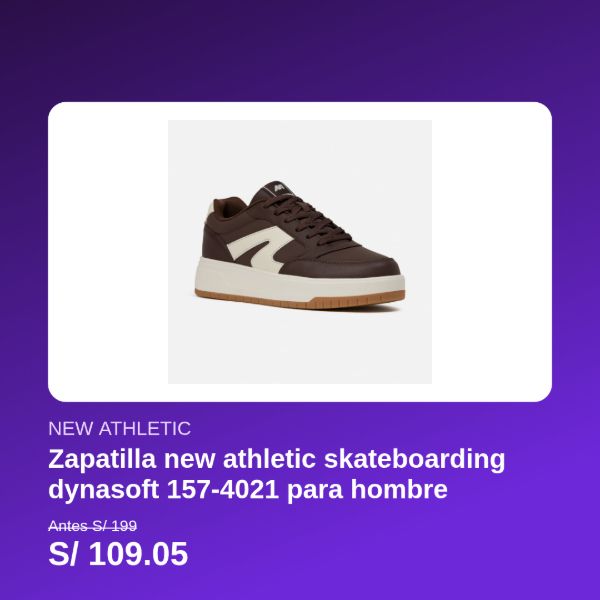 NEW ATHLETIC
Zapatilla new athletic skateboarding
dynasoft 157-4021 para hombre
Antes S/ 199
S/ 109.05